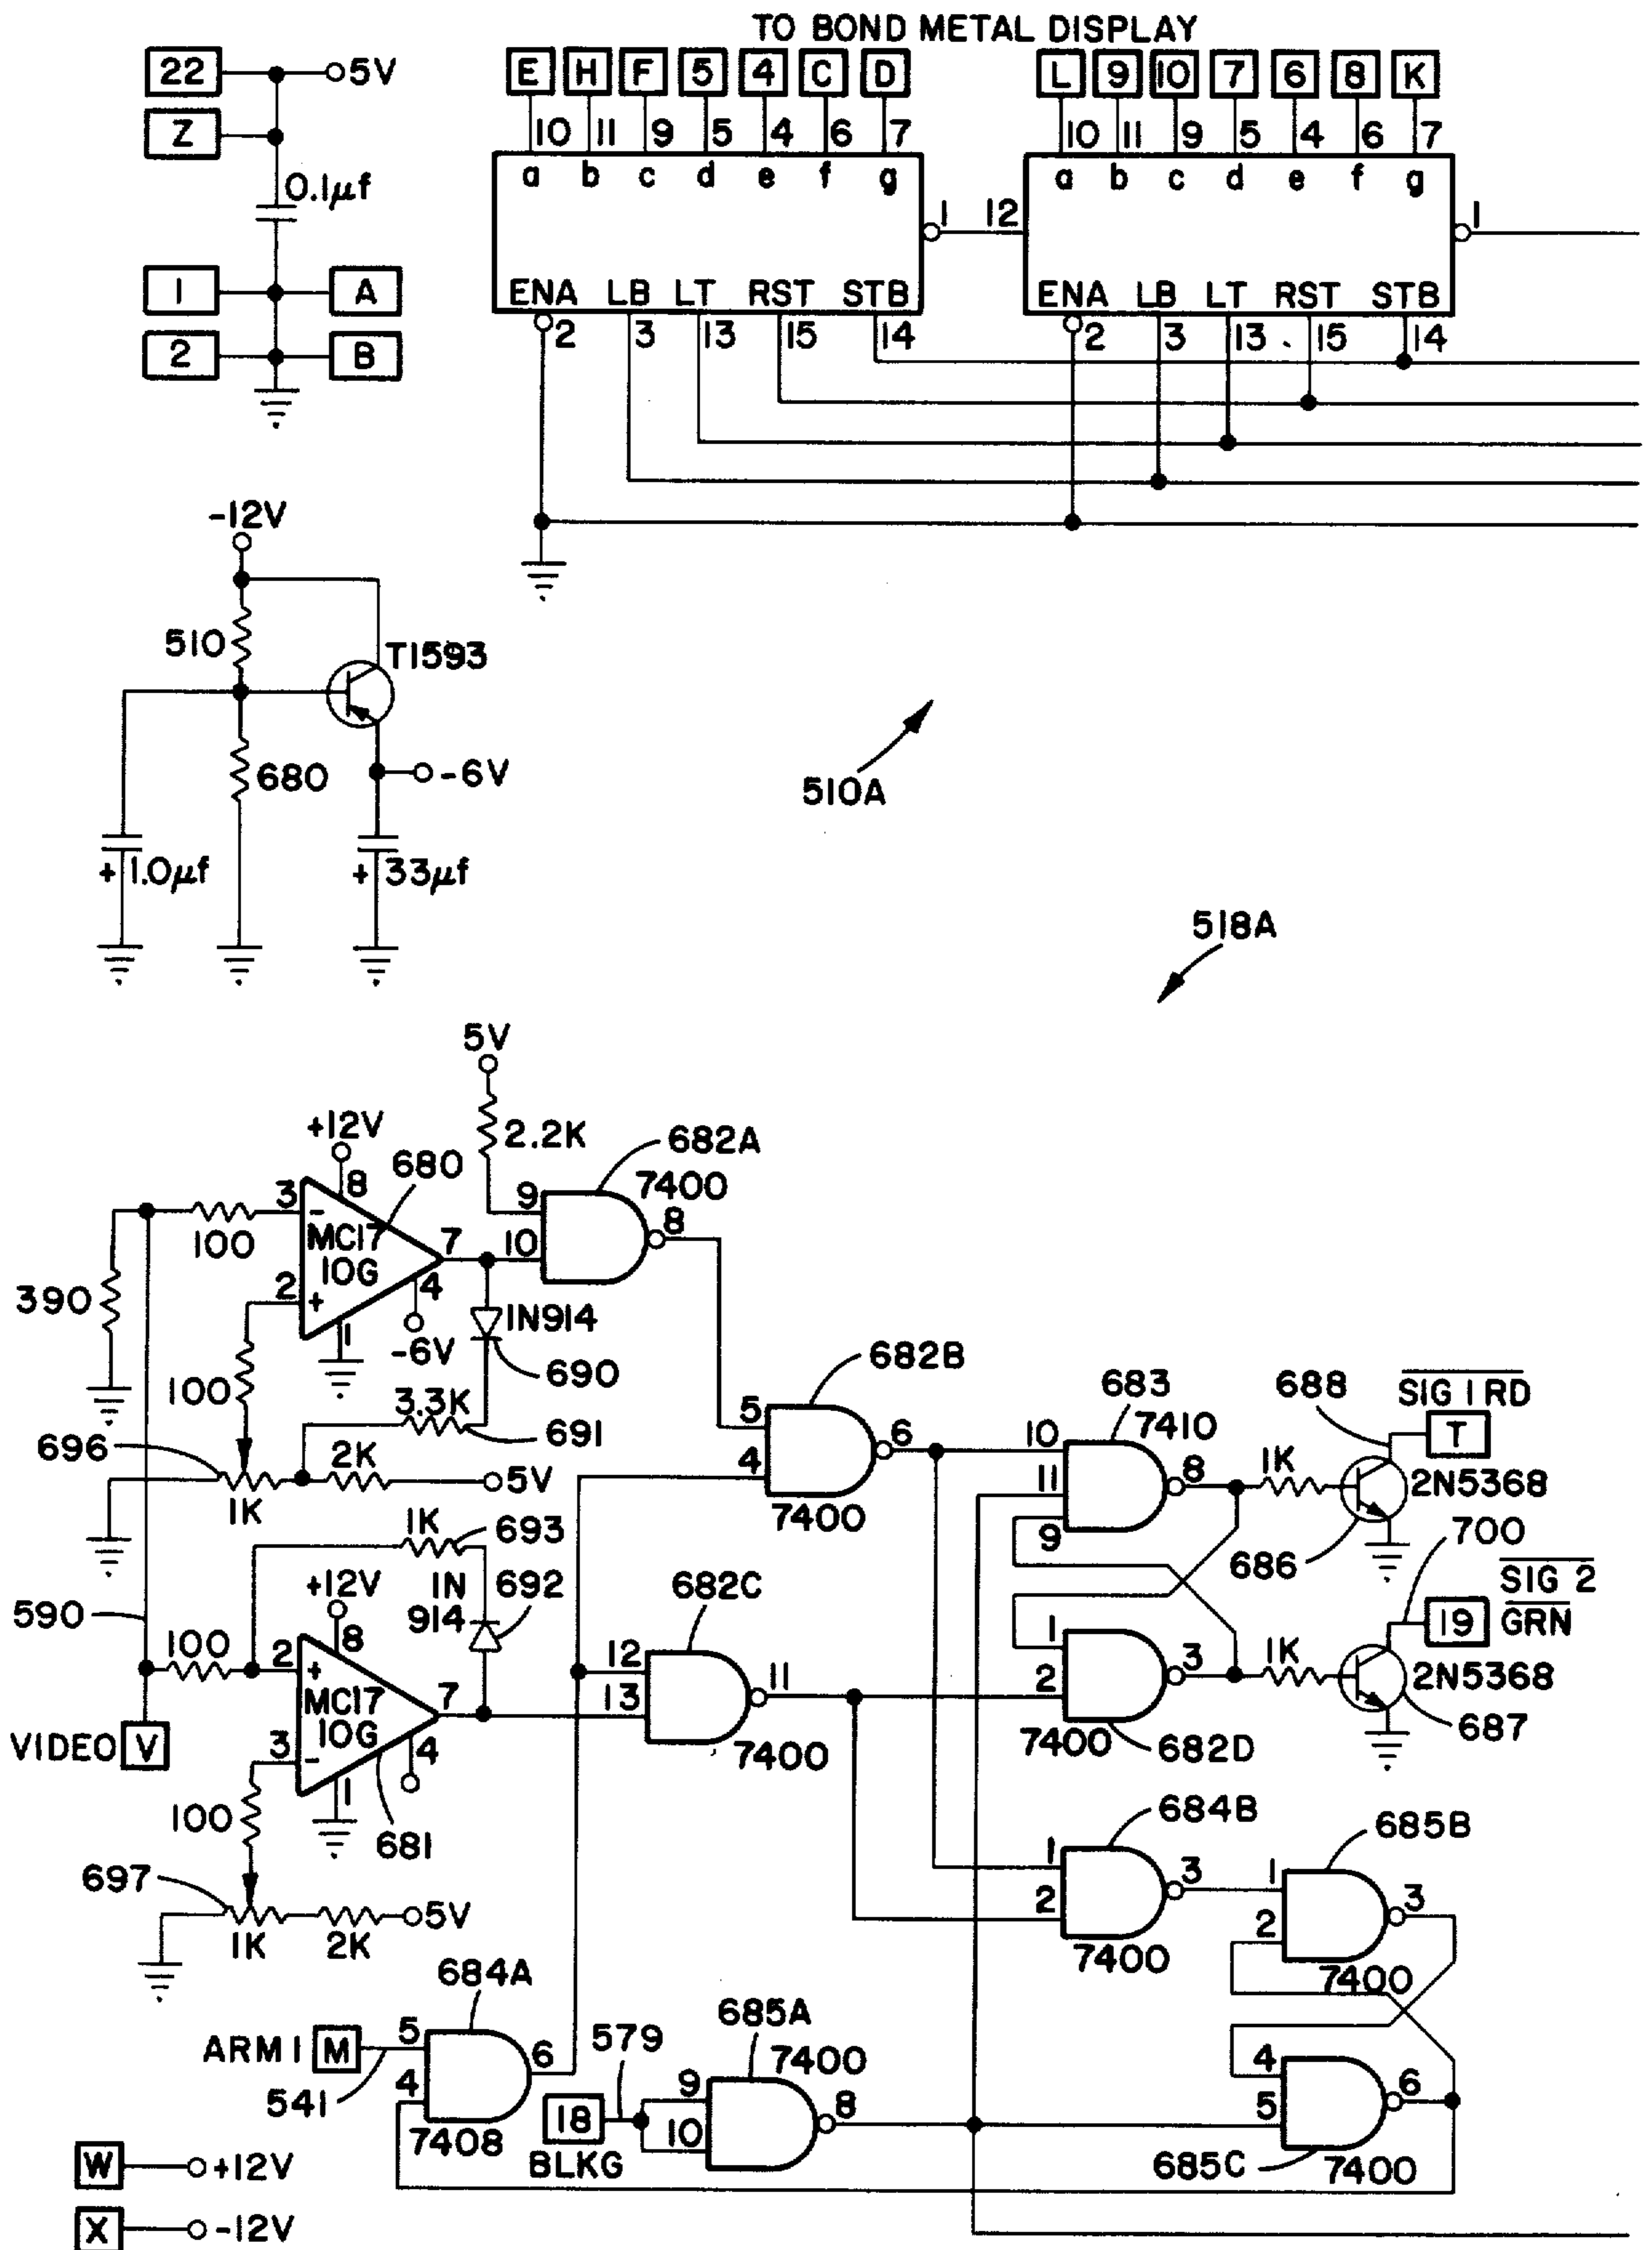 TO BOND METAL DISPLAY
22 5V
Z
0.1μf
1 A
2 B
E H F 5 4 C D
10 11 9 5 4 6 7
a b c d e f g
1
ENA LB LT RST STB
2 3 13 15 14
L 9 10 7 6 8 K
10 11 9 5 4 6 7
a b c d e f g
12 1
ENA LB LT RST STB
2 3 13 15 14
-12V
510
T1593
680
-6V
+ 1.0μf
+ 33μf
510A
518A
5V
2.2K
682A
7400
9
10
8
+12V
680
3 - 8
MC17
10G
7
100
2 +
4
1
-6V
390
100
1N914
690
3.3K
691
696
1K
2K
5V
1K
693
+12V
1N
914
692
590
100
2 + 8
MC17
10G
7
3 -
4
1
VIDEO V
100
681
697
1K
2K
5V
682B
5
4
6
7400
682C
12
13
11
7400
683
7410
10
11
9
8
1K
688
SIG 1 RD
T
2N5368
686
700
SIG 2
GRN
19
1
2
3
1K
2N5368
687
7400
682D
684B
1
2
3
7400
685B
1
2
3
7400
684A
ARM 1 M
541
5
4
6
7408
685A
7400
579
18
BLKG
9
10
8
4
5
6
685C
7400
W +12V
X -12V